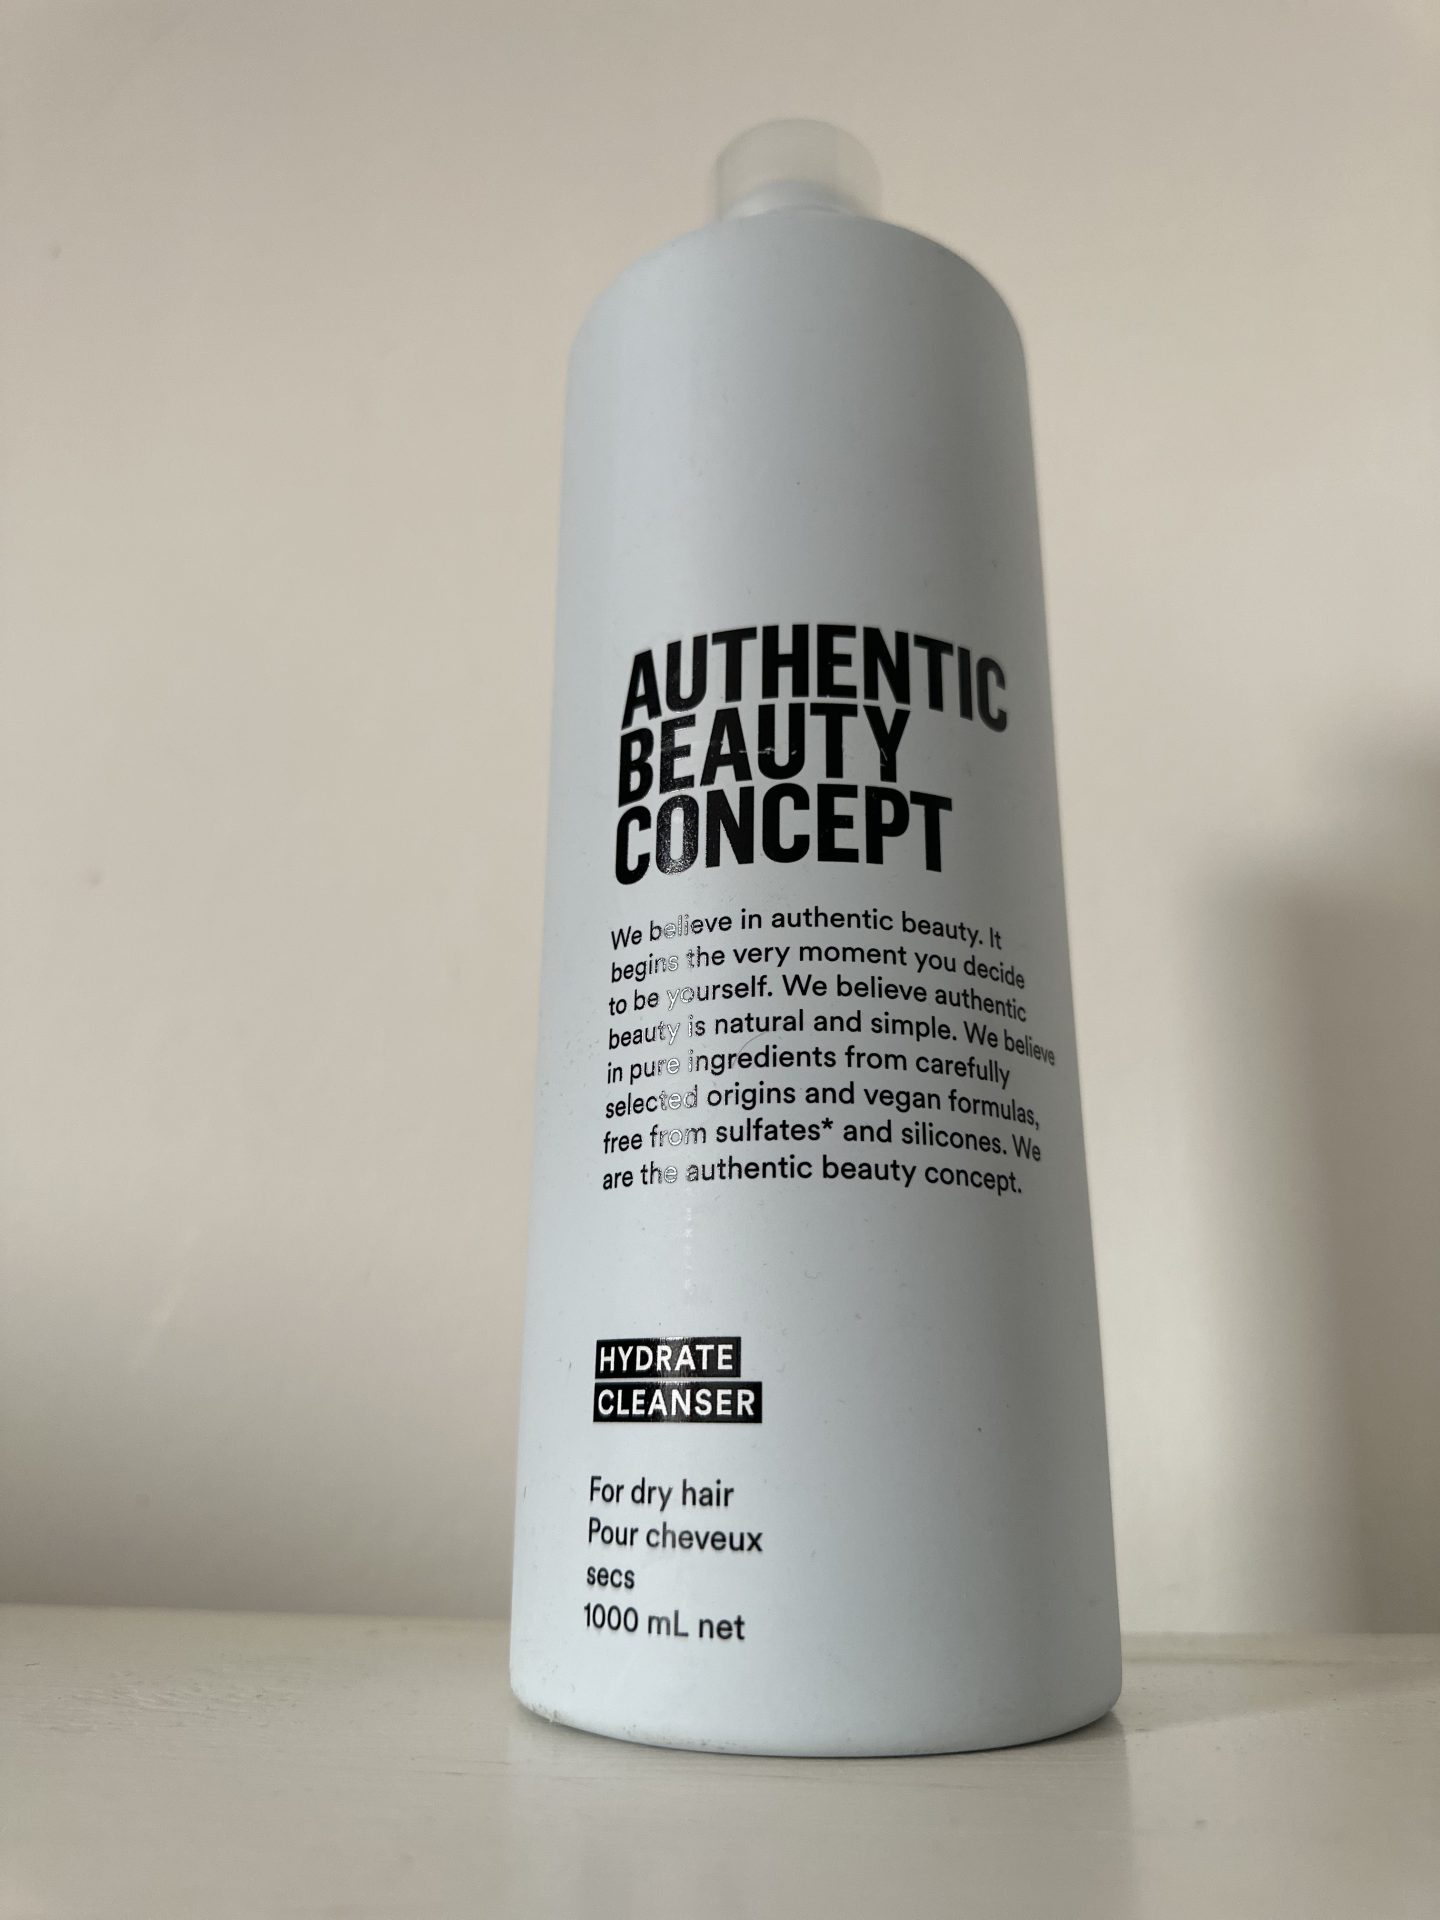 AUTHENTIC
BEAUTY
CONCEPT
We believe in authentic beauty. It
begins the very moment you decide
to be yourself. We believe authentic
beauty is natural and simple. We believe
in pure ingredients from carefully
selected origins and vegan formulas,
free from sulfates* and silicones. We
are the authentic beauty concept.
HYDRATE
CLEANSER
For dry hair
Pour cheveux
secs
1000 mL net